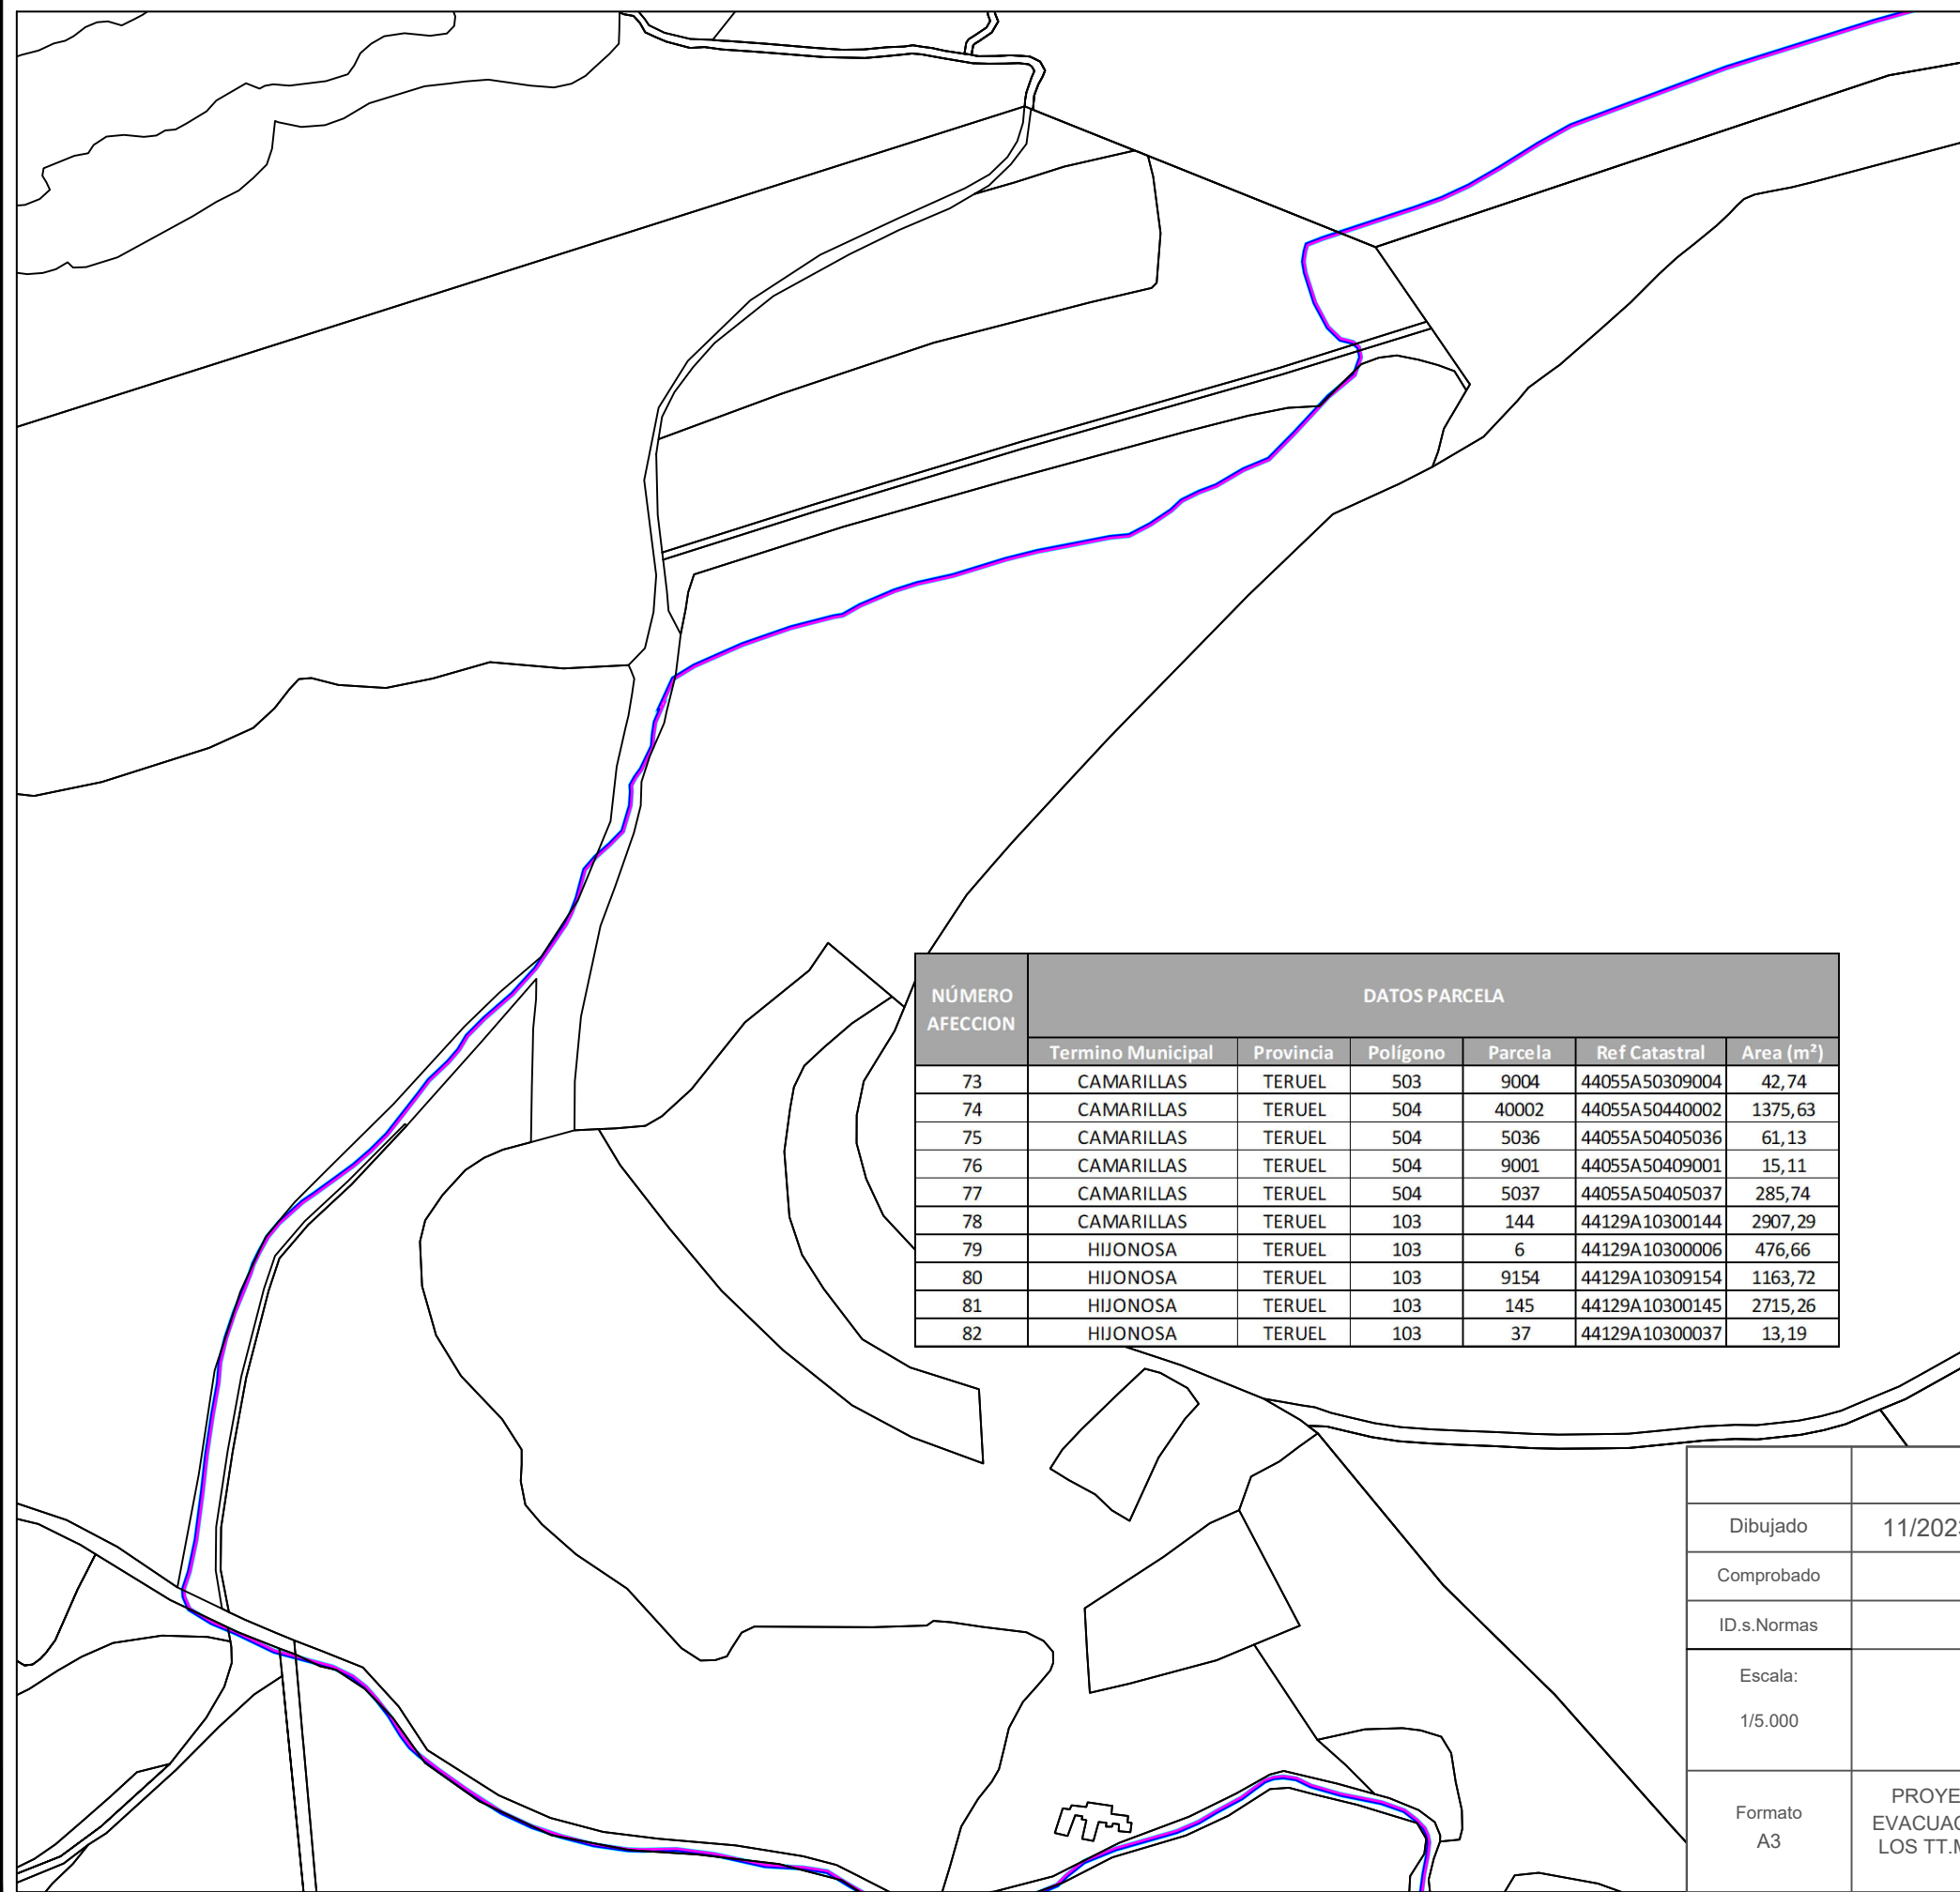 NÚMERO AFECCION DATOS PARCELA
Termino Municipal Provincia Polígono Parcela Ref Catastral Area (m²)
73 CAMARILLAS TERUEL 503 9004 44055A50309004 42,74
74 CAMARILLAS TERUEL 504 40002 44055A50440002 1375,63
75 CAMARILLAS TERUEL 504 5036 44055A50405036 61,13
76 CAMARILLAS TERUEL 504 9001 44055A50409001 15,11
77 CAMARILLAS TERUEL 504 5037 44055A50405037 285,74
78 CAMARILLAS TERUEL 103 144 44129A10300144 2907,29
79 HIJONOSA TERUEL 103 6 44129A10300006 476,66
80 HIJONOSA TERUEL 103 9154 44129A10309154 1163,72
81 HIJONOSA TERUEL 103 145 44129A10300145 2715,26
82 HIJONOSA TERUEL 103 37 44129A10300037 13,19
Dibujado
Comprobado
ID.s.Normas
Escala:
1/5.000
Formato
A3
PROYE
EVACUAC
LOS TT.M